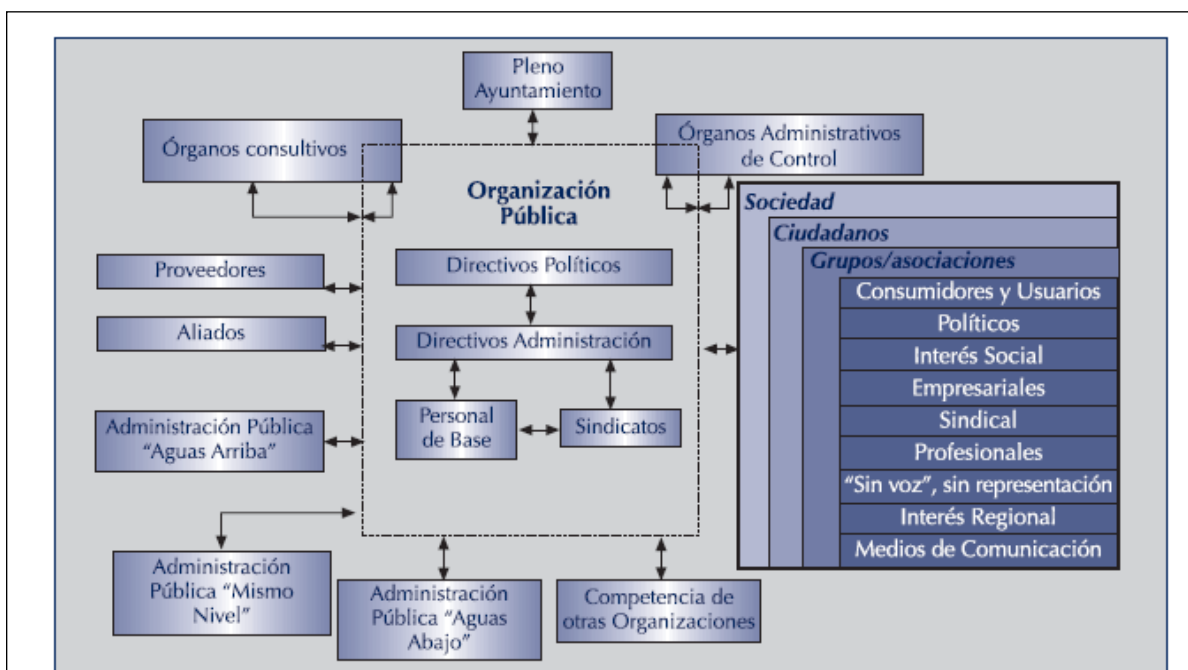 Pleno
Ayuntamiento
Órganos consultivos
Órganos Administrativos
de Control
Organización
Pública
Proveedores
Aliados
Administración Pública
“Aguas Arriba”
Directivos Políticos
Directivos Administración
Personal
de Base
Sindicatos
Sociedad
Ciudadanos
Grupos/asociaciones
Consumidores y Usuarios
Políticos
Interés Social
Empresariales
Sindical
Profesionales
“Sin voz”, sin representación
Interés Regional
Medios de Comunicación
Administración
Pública “Mismo
Nivel”
Administración
Pública “Aguas
Abajo”
Competencia de
otras Organizaciones